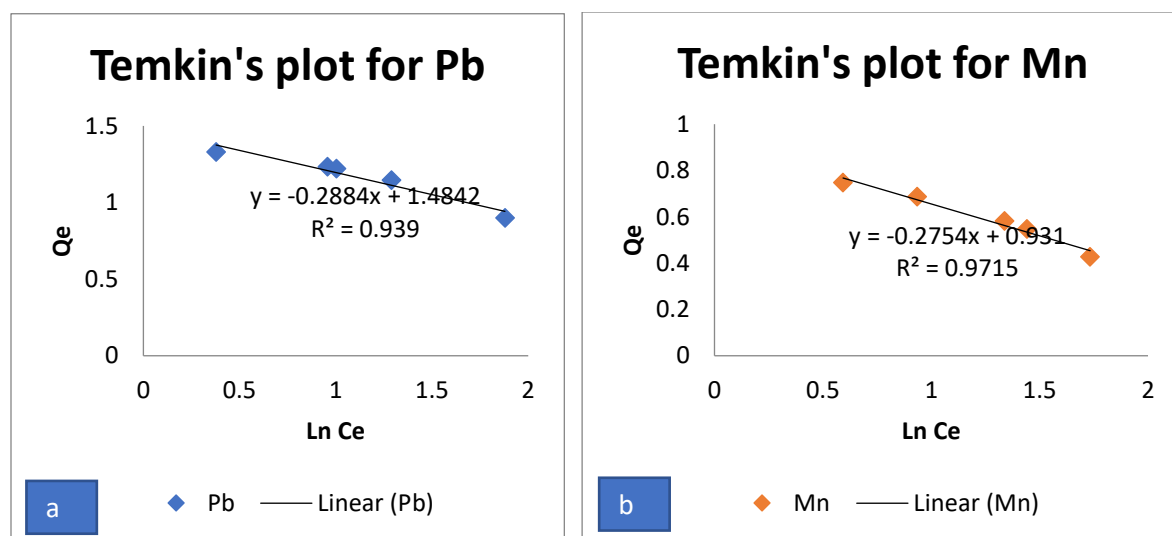 Temkin's plot for Pb
1.5
1
0.5
0
Qe
y = -0.2884x + 1.4842
R² = 0.939
0 0.5 1 1.5 2
Ln Ce
a
Pb Linear (Pb)
Temkin's plot for Mn
1
0.8
0.6
0.4
0.2
0
Qe
y = -0.2754x + 0.931
R² = 0.9715
0 0.5 1 1.5 2
Ln Ce
b
Mn Linear (Mn)